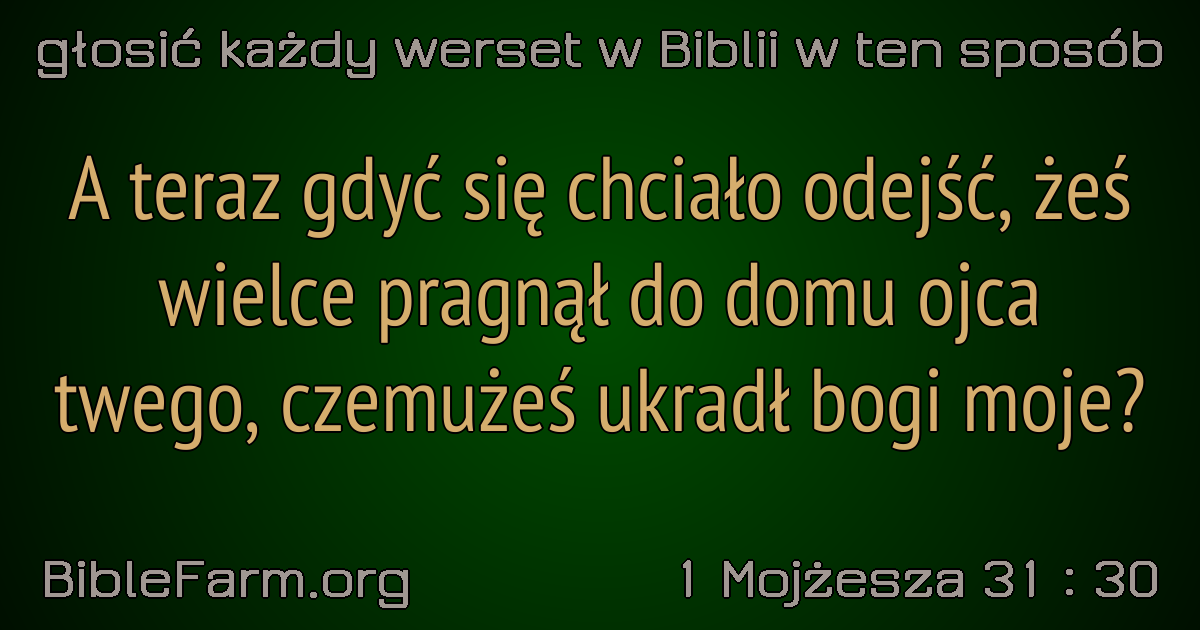 głosić każdy werset w Biblii w ten sposób
A teraz gdyć się chciało odejść, żeś
wielce pragnął do domu ojca
twego, czemużeś ukradł bogi moje?
BibleFarm.org
1 Mojżesza 31 : 30